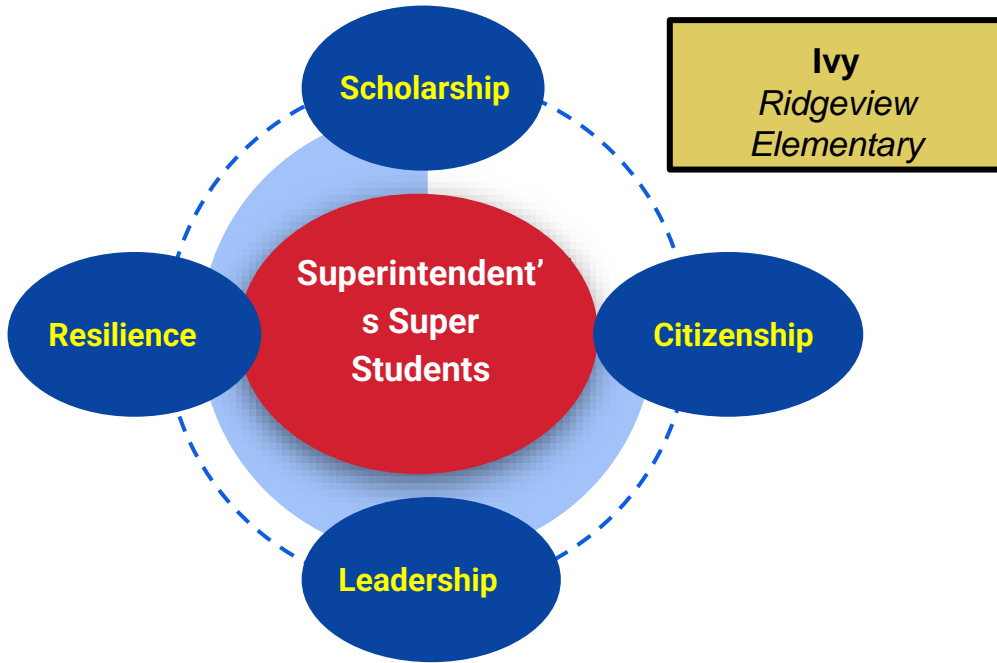 Scholarship
Ivy
Ridgeview
Elementary
Superintendent’
s Super
Students
Resilience
Citizenship
Leadership